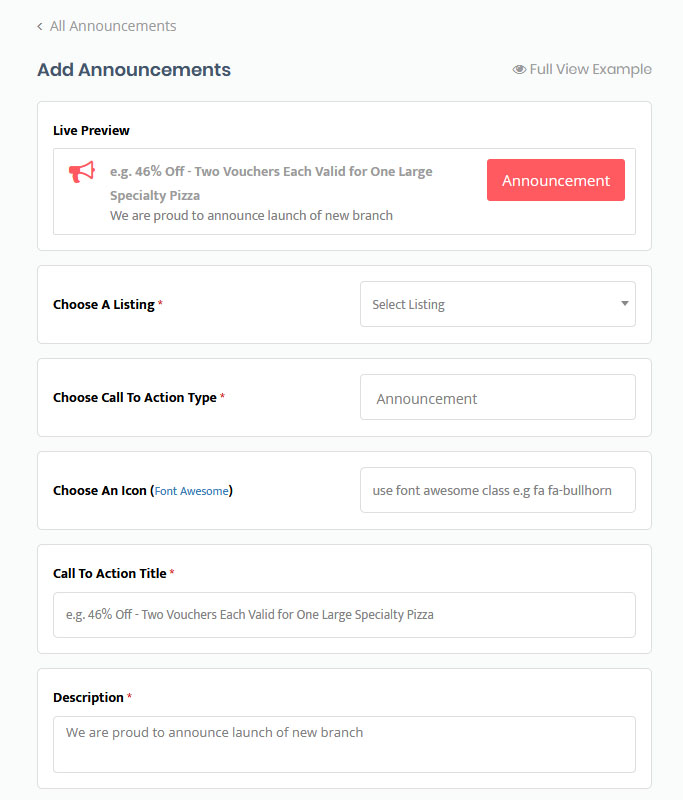 All Announcements
Add Announcements
Full View Example
Live Preview
e.g. 46% Off - Two Vouchers Each Valid for One Large
Specialty Pizza
We are proud to announce launch of new branch
Announcement
Choose A Listing *
Select Listing
Choose Call To Action Type *
Announcement
Choose An Icon (Font Awesome)
use font awesome class e.g fa fa-bullhorn
Call To Action Title *
e.g. 46% Off - Two Vouchers Each Valid for One Large Specialty Pizza
Description *
We are proud to announce launch of new branch